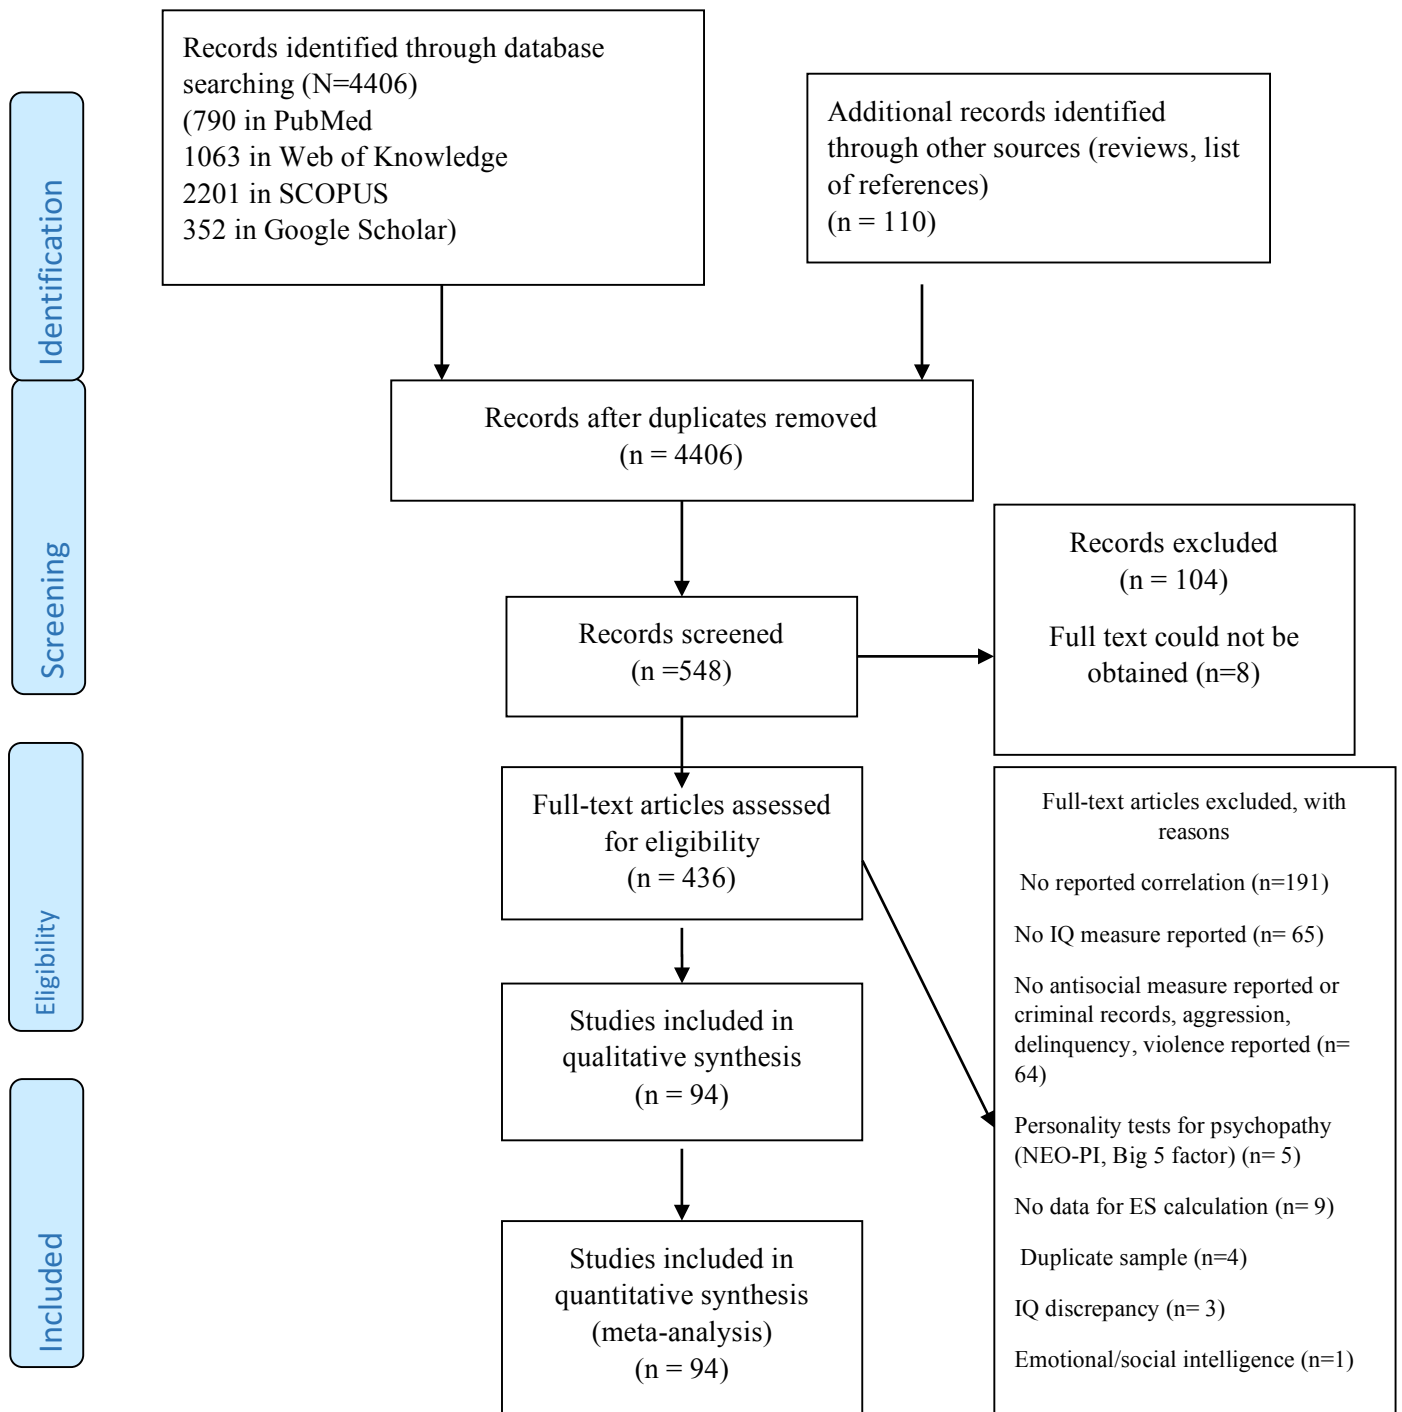 Records identified through database
searching (N=4406)
(790 in PubMed
1063 in Web of Knowledge
2201 in SCOPUS
352 in Google Scholar)
Additional records identified
through other sources (reviews, list
of references)
(n = 110)
Identification
Records after duplicates removed
(n = 4406)
Screening
Records screened
(n =548)
Records excluded
(n = 104)
Full text could not be
obtained (n=8)
Eligibility
Full-text articles assessed
for eligibility
(n = 436)
Full-text articles excluded, with
reasons
No reported correlation (n=191)
No IQ measure reported (n= 65)
No antisocial measure reported or
criminal records, aggression,
delinquency, violence reported (n=
64)
Personality tests for psychopathy
(NEO-PI, Big 5 factor) (n= 5)
No data for ES calculation (n= 9)
Duplicate sample (n=4)
IQ discrepancy (n= 3)
Emotional/social intelligence (n=1)
Studies included in
qualitative synthesis
(n = 94)
Included
Studies included in
quantitative synthesis
(meta-analysis)
(n = 94)